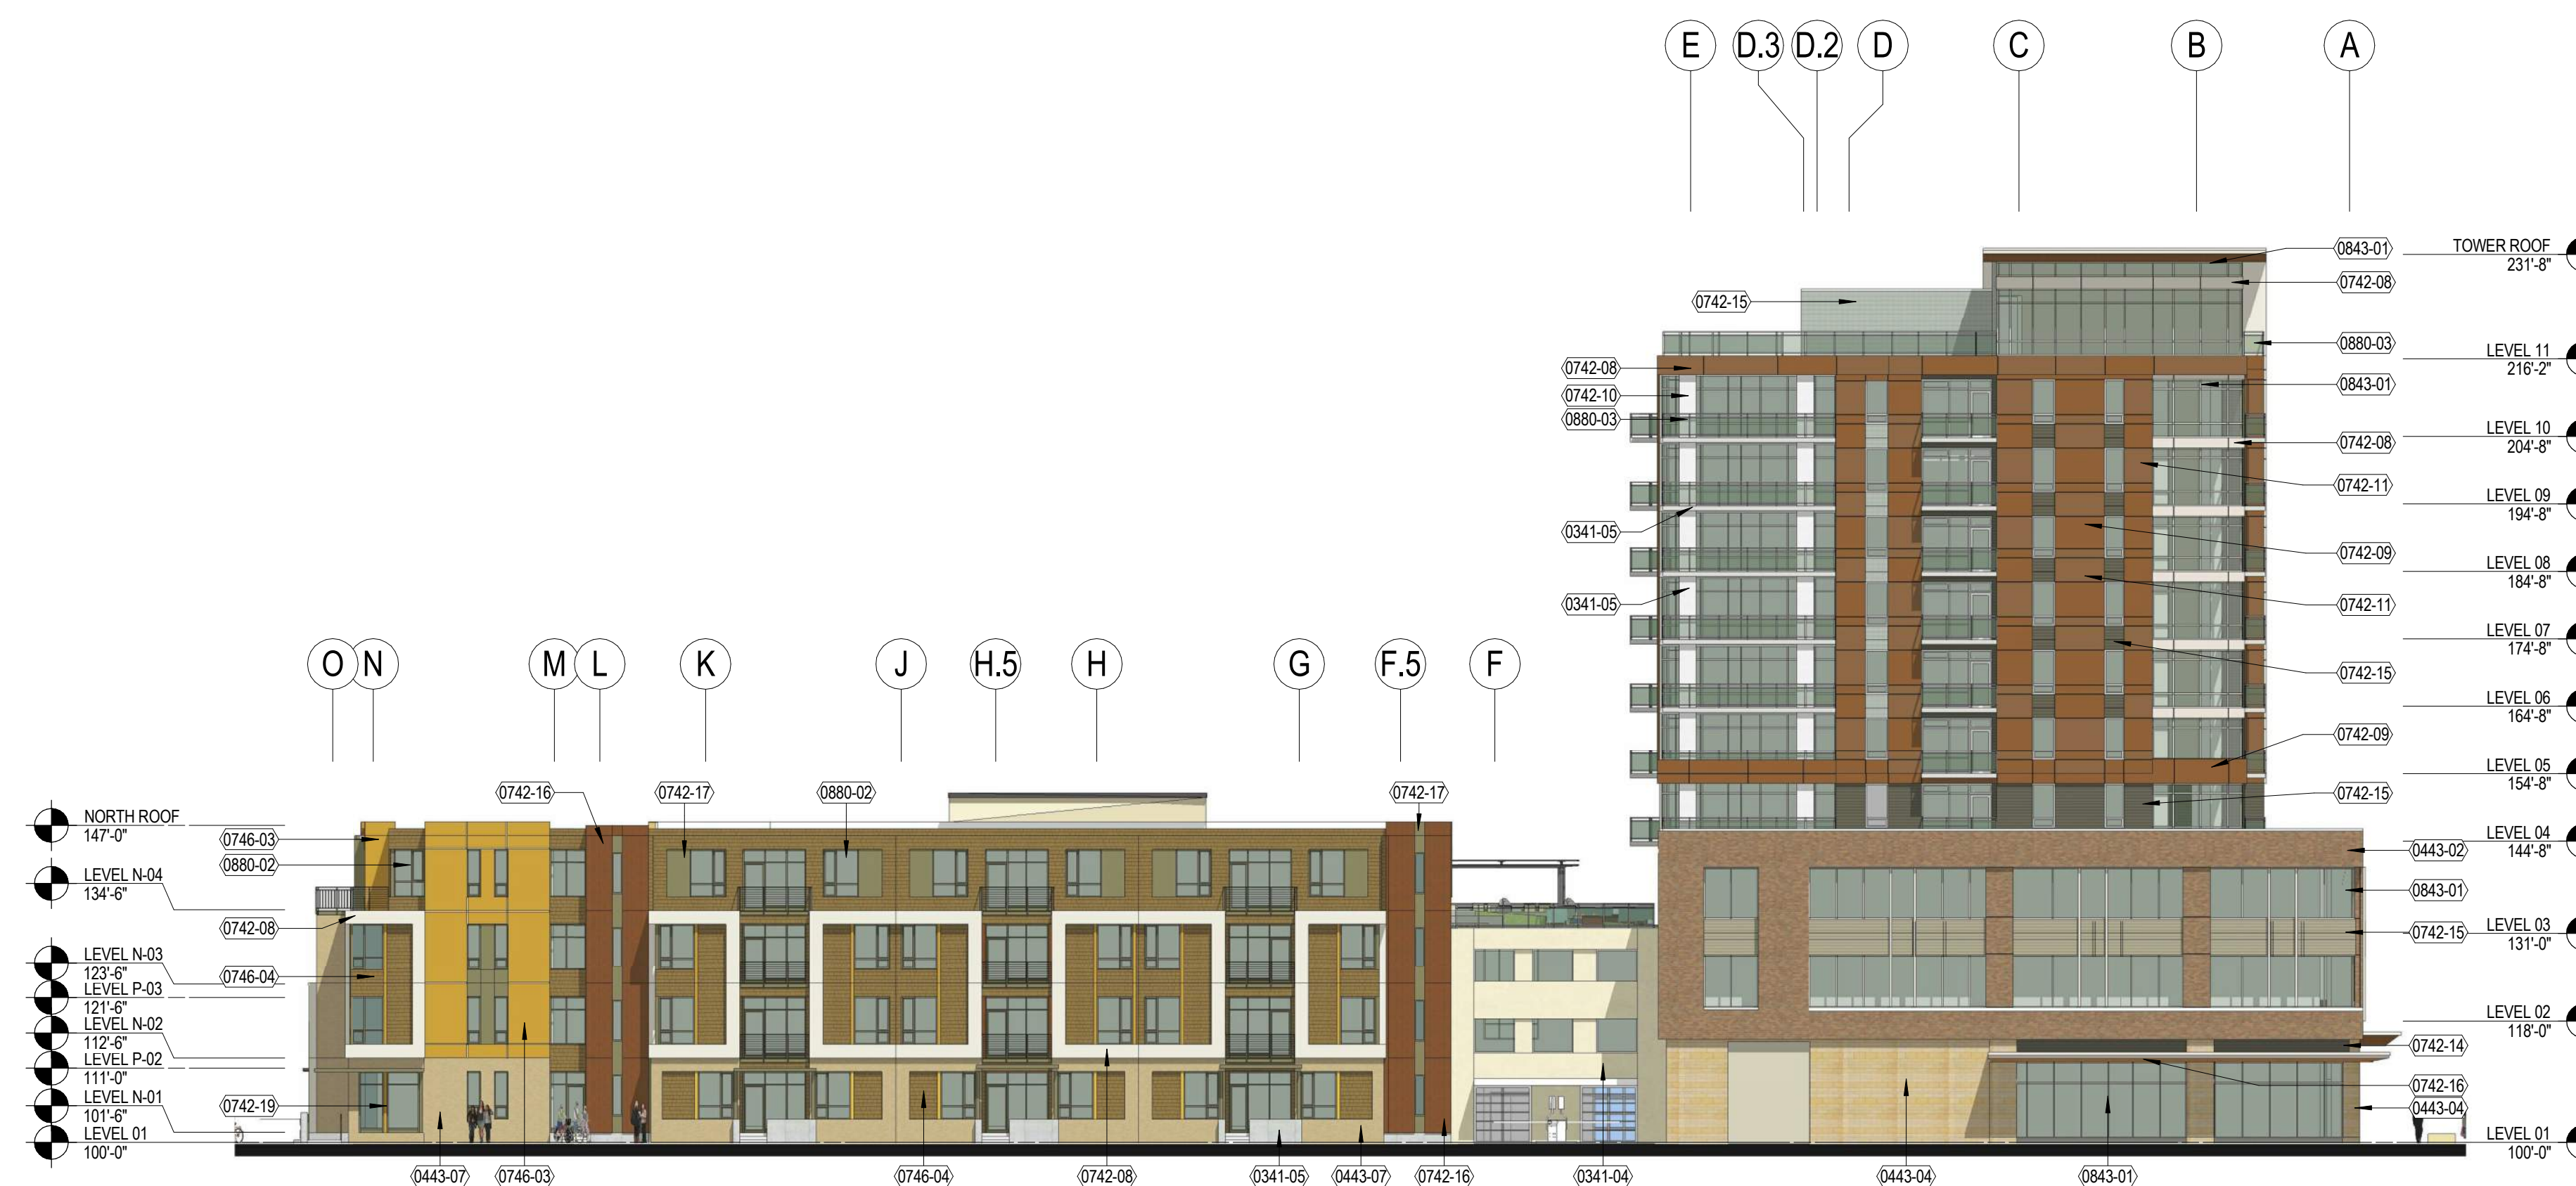 E D.3 D.2 D C B A
0843-01
TOWER ROOF
231'-8"
0742-08
0742-15
0880-03
LEVEL 11
216'-2"
0742-08
0843-01
0742-10
0880-03
LEVEL 10
204'-8"
0742-08
0742-11
LEVEL 09
194'-8"
0341-05
0742-09
LEVEL 08
184'-8"
0341-05
0742-11
LEVEL 07
174'-8"
0742-15
LEVEL 06
164'-8"
0742-09
LEVEL 05
154'-8"
0742-15
LEVEL 04
144'-8"
0443-02
0843-01
LEVEL 03
131'-0"
0742-15
LEVEL 02
118'-0"
0742-14
0742-16
0443-04
LEVEL 01
100'-0"
O N M L K J H.5 H G F.5 F
0742-16
0742-17
0880-02
0742-17
NORTH ROOF
147'-0"
0746-03
0880-02
LEVEL N-04
134'-6"
0742-08
LEVEL N-03
123'-6"
0746-04
LEVEL P-03
121'-6"
LEVEL N-02
112'-6"
LEVEL P-02
111'-0"
LEVEL N-01
101'-6"
0742-19
LEVEL 01
100'-0"
0443-07
0746-03
0746-04
0742-08
0341-05
0443-07
0742-16
0341-04
0443-04
0843-01